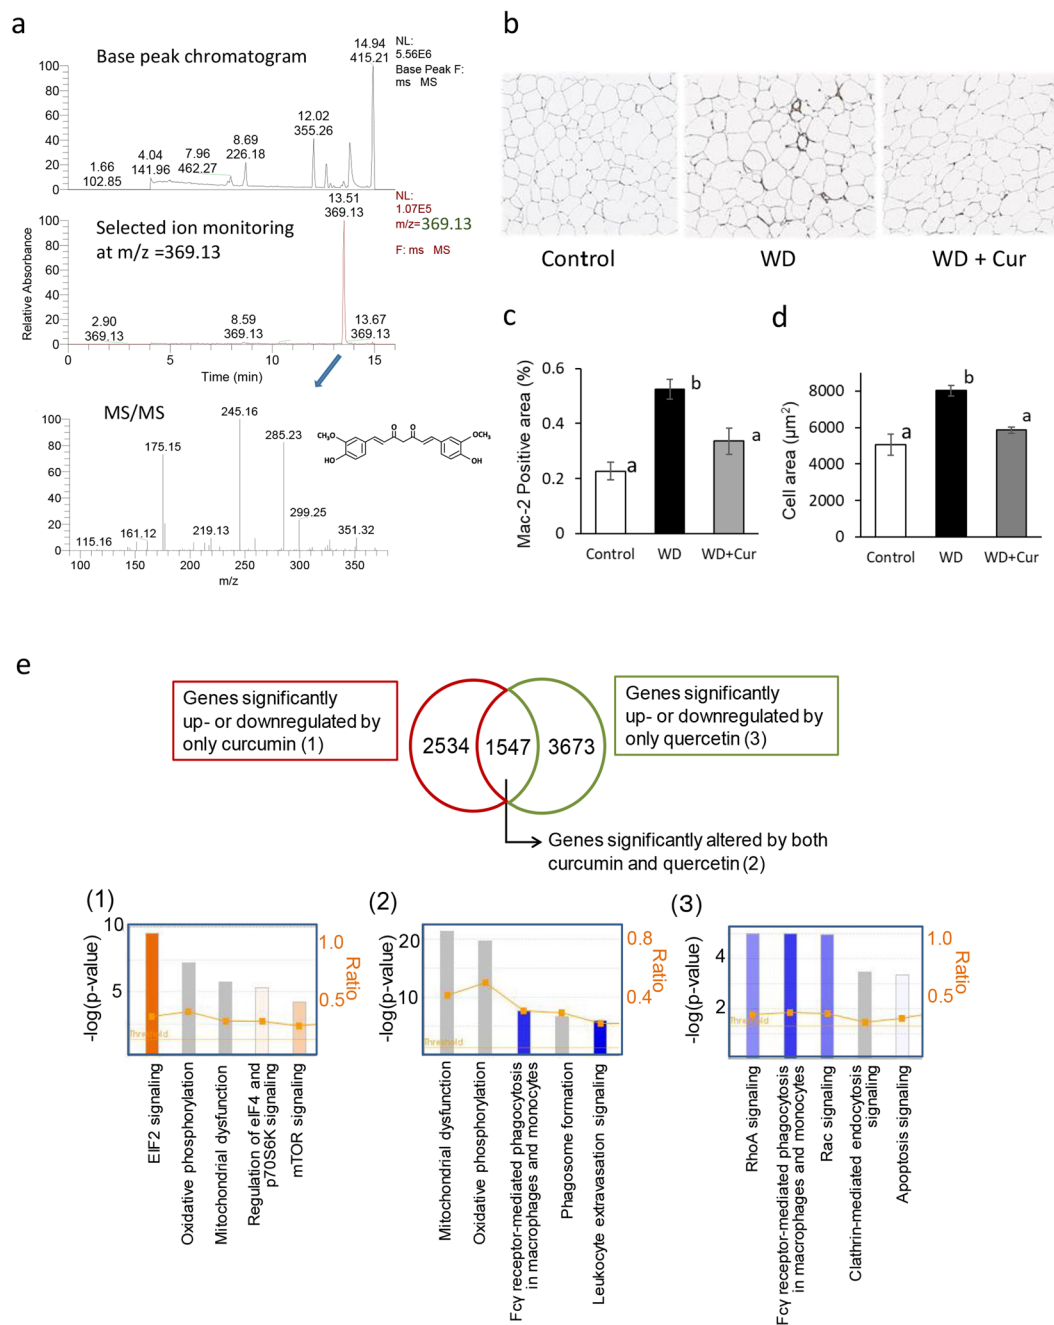 a
Base peak chromatogram
14.94
415.21
NL:
5.56E6
Base Peak F:
ms MS
100
80
60
40
20
0
1.66
102.85
4.04
141.96
7.96
462.27
8.69
226.18
12.02
355.26
13.51
369.13
NL:
1.07E5
m/z=369.13
F: ms MS
Selected ion monitoring
at m/z =369.13
Relative Absorbance
100
80
60
40
20
0
2.90
369.13
8.59
369.13
13.67
369.13
0 5 10 15
Time (min)
MS/MS
100
80
60
40
20
0
115.16
161.12
175.15
219.13
245.16
285.23
299.25
351.32
CH₃O
HO
O O
OCH₃
OH
100 150 200 250 300 350
m/z
b
Control
WD
WD + Cur
c
Mac-2 Positive area (%)
0.6
0.4
0.2
0
a
b
a
Control WD WD+Cur
d
Cell area (µm²)
8000
6000
4000
2000
0
a
b
a
Control WD WD+Cur
e
Genes significantly
up- or downregulated by
only curcumin (1)
2534 1547 3673
Genes significantly
up- or downregulated by
only quercetin (3)
Genes significantly altered by both
curcumin and quercetin (2)
(1)
-log(p-value)
10
5
1.0
0.5
Ratio
Threshold
EIF2 signaling
Oxidative phosphorylation
Mitochondrial dysfunction
Regulation of eIF4 and
p70S6K signaling
mTOR signaling
(2)
-log(p-value)
20
10
0.8
0.4
Ratio
Threshold
Mitochondrial dysfunction
Oxidative phosphorylation
Fcγ receptor-mediated phagocytosis
in macrophages and monocytes
Phagosome formation
Leukocyte extravasation signaling
(3)
-log(p-value)
4
2
1.0
0.5
Ratio
Threshold
RhoA signaling
Fcγ receptor-mediated phagocytosis
in macrophages and monocytes
Rac signaling
Clathrin-mediated endocytosis
signaling
Apoptosis signaling